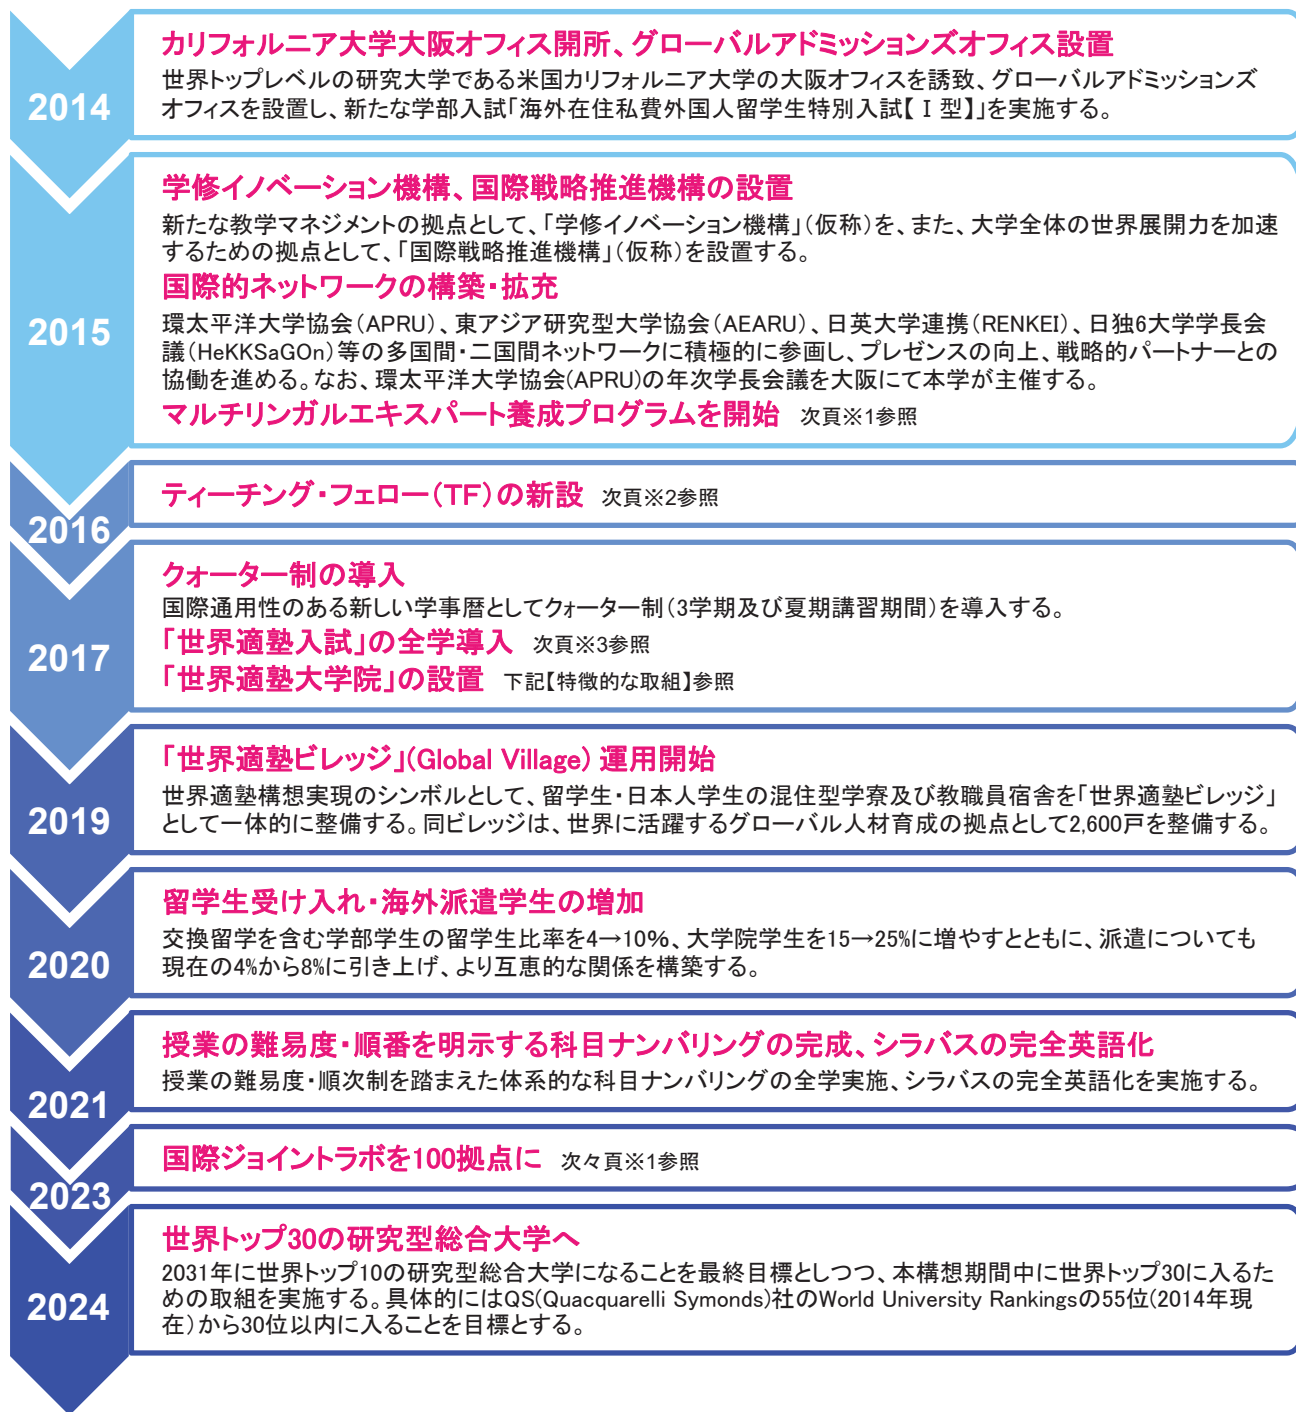 2014
カリフォルニア大学大阪オフィス開所、グローバルアドミッションズオフィス設置
世界トップレベルの研究大学である米国カリフォルニア大学の大阪オフィスを誘致、グローバルアドミッションズ
オフィスを設置し、新たな学部入試「海外在住私費外国人留学生特別入試【Ⅰ型】」を実施する。
2015
学修イノベーション機構、国際戦略推進機構の設置
新たな教学マネジメントの拠点として、「学修イノベーション機構」（仮称）を、また、大学全体の世界展開力を加速
するための拠点として、「国際戦略推進機構」（仮称）を設置する。
国際的ネットワークの構築・拡充
環太平洋大学協会（APRU）、東アジア研究型大学協会（AEARU）、日英大学連携（RENKEI）、日独6大学学長会
議（HeKKSaGOn）等の多国間・二国間ネットワークに積極的に参画し、プレゼンスの向上、戦略的パートナーとの
協働を進める。なお、環太平洋大学協会(APRU)の年次学長会議を大阪にて本学が主催する。
マルチリンガルエキスパート養成プログラムを開始 次頁※1参照
2016
ティーチング・フェロー（TF）の新設 次頁※2参照
2017
クォーター制の導入
国際通用性のある新しい学事暦としてクォーター制（3学期及び夏期講習期間）を導入する。
「世界適塾入試」の全学導入 次頁※3参照
「世界適塾大学院」の設置 下記【特徴的な取組】参照
2019
「世界適塾ビレッジ」(Global Village) 運用開始
世界適塾構想実現のシンボルとして、留学生・日本人学生の混住型学寮及び教職員宿舎を「世界適塾ビレッジ」
として一体的に整備する。同ビレッジは、世界に活躍するグローバル人材育成の拠点として2,600戸を整備する。
2020
留学生受け入れ・海外派遣学生の増加
交換留学を含む学部学生の留学生比率を4→10%、大学院学生を15→25%に増やすとともに、派遣についても
現在の4%から8%に引き上げ、より互恵的な関係を構築する。
2021
授業の難易度・順番を明示する科目ナンバリングの完成、シラバスの完全英語化
授業の難易度・順次制を踏まえた体系的な科目ナンバリングの全学実施、シラバスの完全英語化を実施する。
2023
国際ジョイントラボを100拠点に 次々頁※1参照
2024
世界トップ30の研究型総合大学へ
2031年に世界トップ10の研究型総合大学になることを最終目標としつつ、本構想期間中に世界トップ30に入るた
めの取組を実施する。具体的にはQS(Quacquarelli Symonds)社のWorld University Rankingsの55位(2014年現
在）から30位以内に入ることを目標とする。